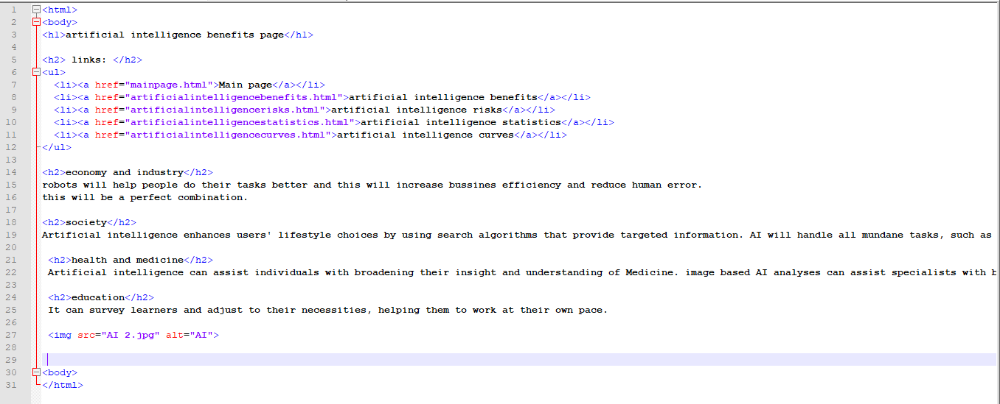 1 <html>
2 <body>
3 <h1>artificial intelligence benefits page</h1>
4
5 <h2> links: </h2>
6 <ul>
7 <li><a href="mainpage.html">Main page</a></li>
8 <li><a href="artificialintelligencebenefits.html">artificial intelligence benefits</a></li>
9 <li><a href="artificialintelligencerisks.html">artificial intelligence risks</a></li>
10 <li><a href="artificialintelligencestatistics.html">artificial intelligence statistics</a></li>
11 <li><a href="artificialintelligencecurves.html">artificial intelligence curves</a></li>
12 </ul>
13
14 <h2>economy and industry</h2>
15 robots will help people do their tasks better and this will increase bussines efficiency and reduce human error.
16 this will be a perfect combination.
17
18 <h2>society</h2>
19 Artificial intelligence enhances users' lifestyle choices by using search algorithms that provide targeted information. AI will handle all mundane tasks, such as
20
21 <h2>health and medicine</h2>
22 Artificial intelligence can assist individuals with broadening their insight and understanding of Medicine. image based AI analyses can assist specialists with
23
24 <h2>education</h2>
25 It can survey learners and adjust to their necessities, helping them to work at their own pace.
26
27 <img src="AI 2.jpg" alt="AI">
28
29
30 <body>
31 </html>